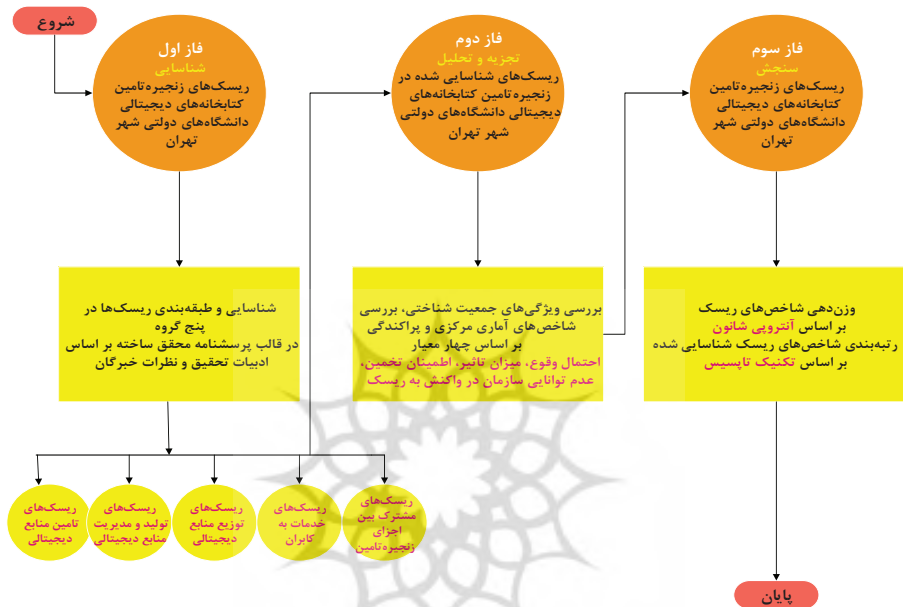 شروع
فاز اول
شناسایی
ریسک‌های زنجیره‌تامین
کتابخانه‌های دیجیتالی
دانشگاه‌های دولتی شهر
تهران
فاز دوم
تجزیه و تحلیل
ریسک‌های شناسایی شده در
زنجیره‌تامین کتابخانه‌های
دیجیتالی دانشگاه‌های دولتی
شهر تهران
فاز سوم
سنجش
ریسک‌های زنجیره‌تامین
کتابخانه‌های دیجیتالی
دانشگاه‌های دولتی شهر
تهران
شناسایی و طبقه‌بندی ریسک‌ها در
پنج گروه
در قالب پرسشنامه محقق ساخته بر اساس
ادبیات تحقیق و نظرات خبرگان
بررسی ویژگی‌های جمعیت شناختی، بررسی
شاخص‌های آماری مرکزی و پراکندگی
بر اساس چهار معیار
احتمال وقوع، میزان تاثیر، اطمینان تخمین،
عدم توانایی سازمان در واکنش به ریسک
وزن‌دهی شاخص‌های ریسک
بر اساس آنتروپی شانون
رتبه‌بندی شاخص‌های ریسک شناسایی شده
بر اساس تکنیک تاپسیس
ریسک‌های
تامین منابع
دیجیتالی
ریسک‌های
تولید و مدیریت
منابع دیجیتالی
ریسک‌های
توزیع منابع
دیجیتالی
ریسک‌های
خدمات به
کابران
ریسک‌های
مشترک بین
اجزای
زنجیره‌تامین
پایان